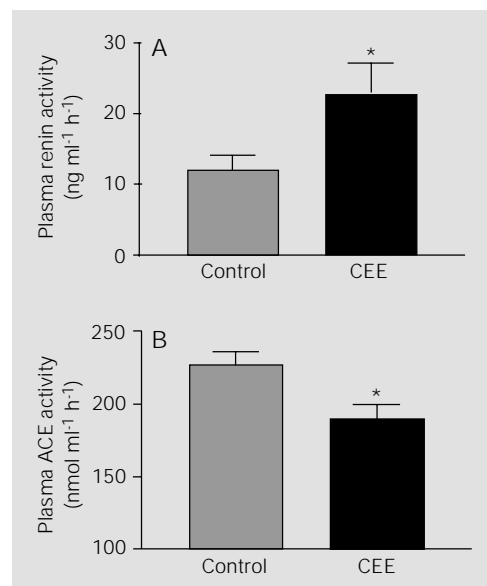 A
Plasma renin activity
(ng ml-1 h-1)
30
20
10
0
*
Control
CEE
B
Plasma ACE activity
(nmol ml-1 h-1)
250
200
150
100
*
Control
CEE